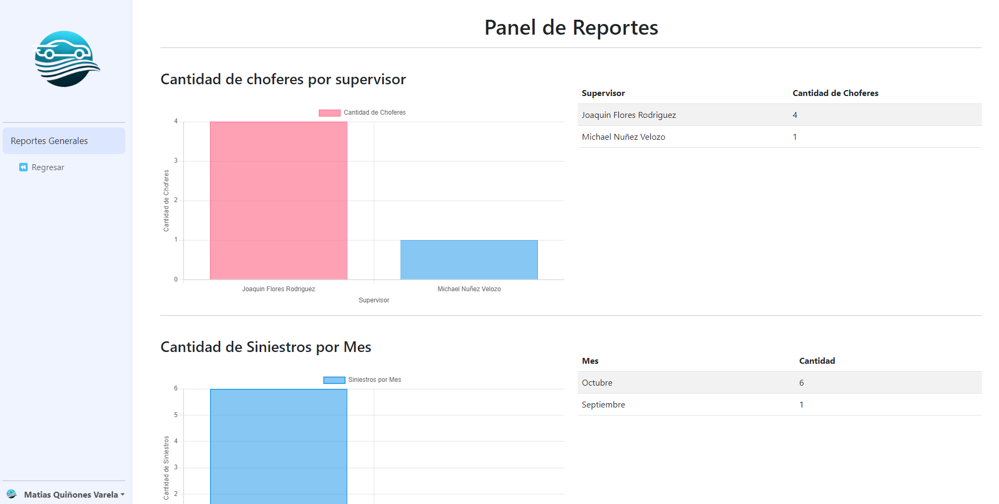 Panel de Reportes
Reportes Generales
Regresar
Matias Quiñones Varela
Cantidad de choferes por supervisor
Cantidad de Choferes
4
3
2
1
0
Cantidad de Choferes
Joaquin Flores Rodriguez
Michael Nuñez Velozo
Supervisor
Supervisor Cantidad de Choferes
Joaquin Flores Rodriguez 4
Michael Nuñez Velozo 1
Cantidad de Siniestros por Mes
Siniestros por Mes
6
5
4
3
2
Cantidad de Siniestros
Mes Cantidad
Octubre 6
Septiembre 1